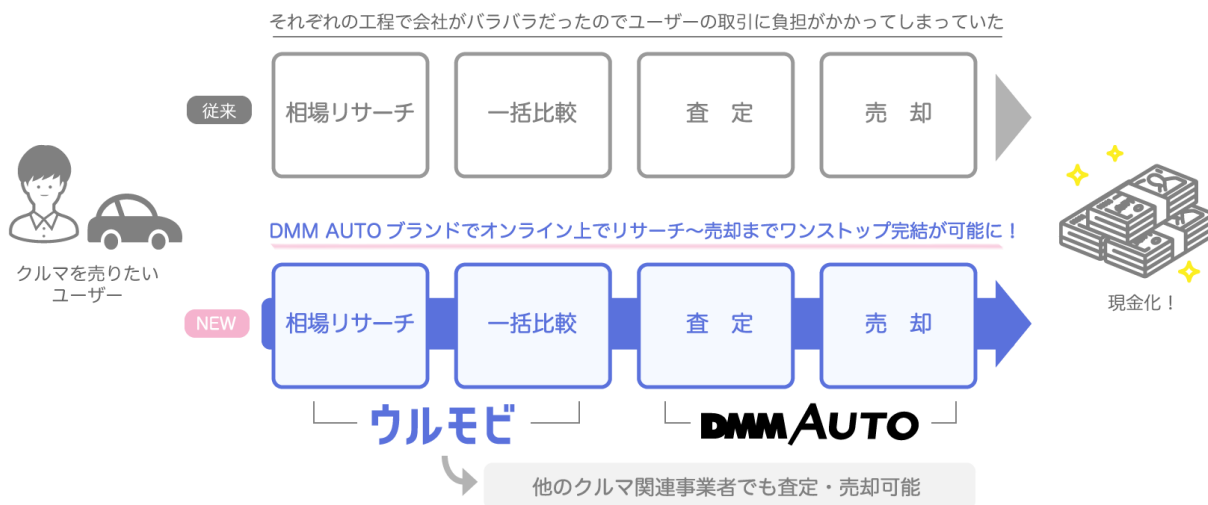 それぞれの工程で会社がバラバラだったのでユーザーの取引に負担がかかってしまっていた
従来
相場リサーチ
一括比較
査　定
売　却
クルマを売りたい
ユーザー
DMM AUTO ブランドでオンライン上でリサーチ〜売却までワンストップ完結が可能に！
NEW
相場リサーチ
一括比較
査　定
売　却
現金化！
ウルモビ
DMM AUTO
他のクルマ関連事業者でも査定・売却可能